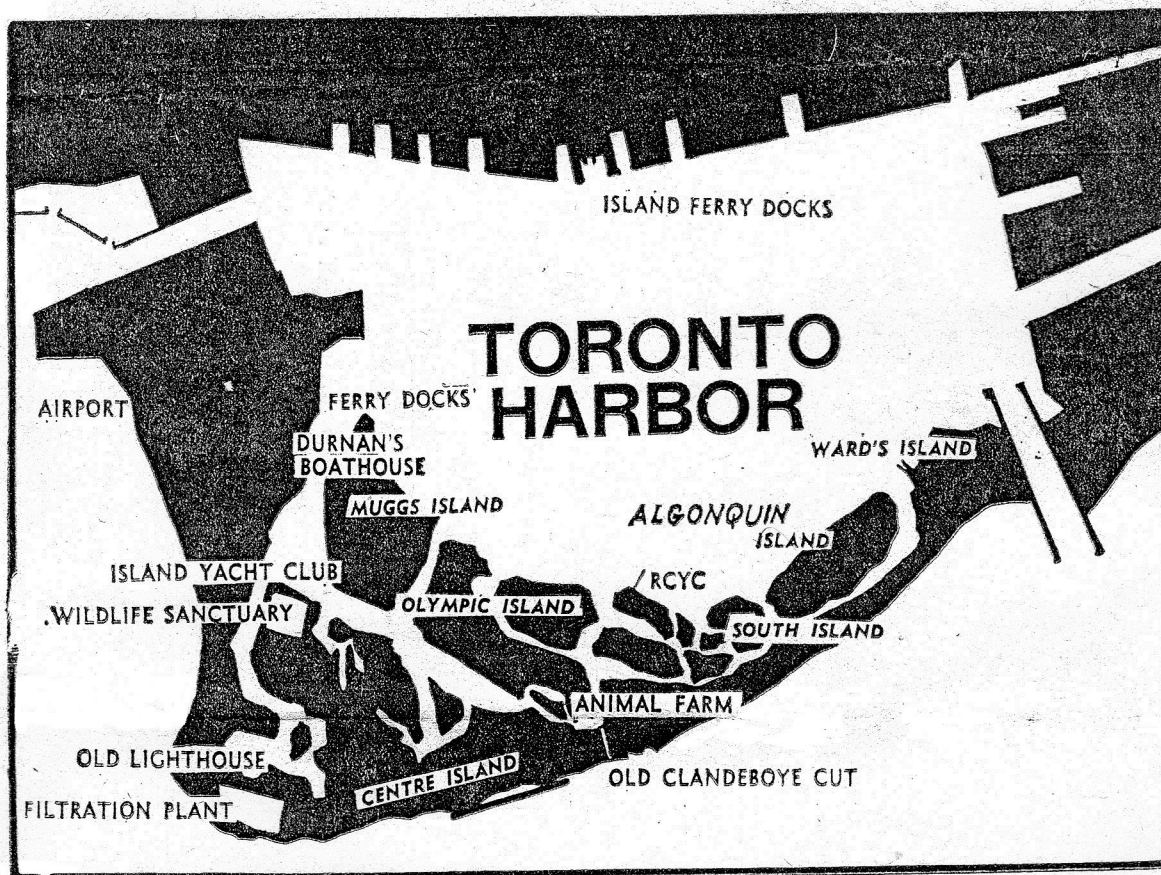 ISLAND FERRY DOCKS
TORONTO
HARBOR
AIRPORT
FERRY DOCKS
DURNAN'S
BOATHOUSE
WARD'S ISLAND
MUGGS ISLAND
ALGONQUIN
ISLAND
ISLAND YACHT CLUB
RCYC
WILDLIFE SANCTUARY
OLYMPIC ISLAND
SOUTH ISLAND
ANIMAL FARM
OLD LIGHTHOUSE
CENTRE ISLAND
OLD CLANDEBOYE CUT
FILTRATION PLANT